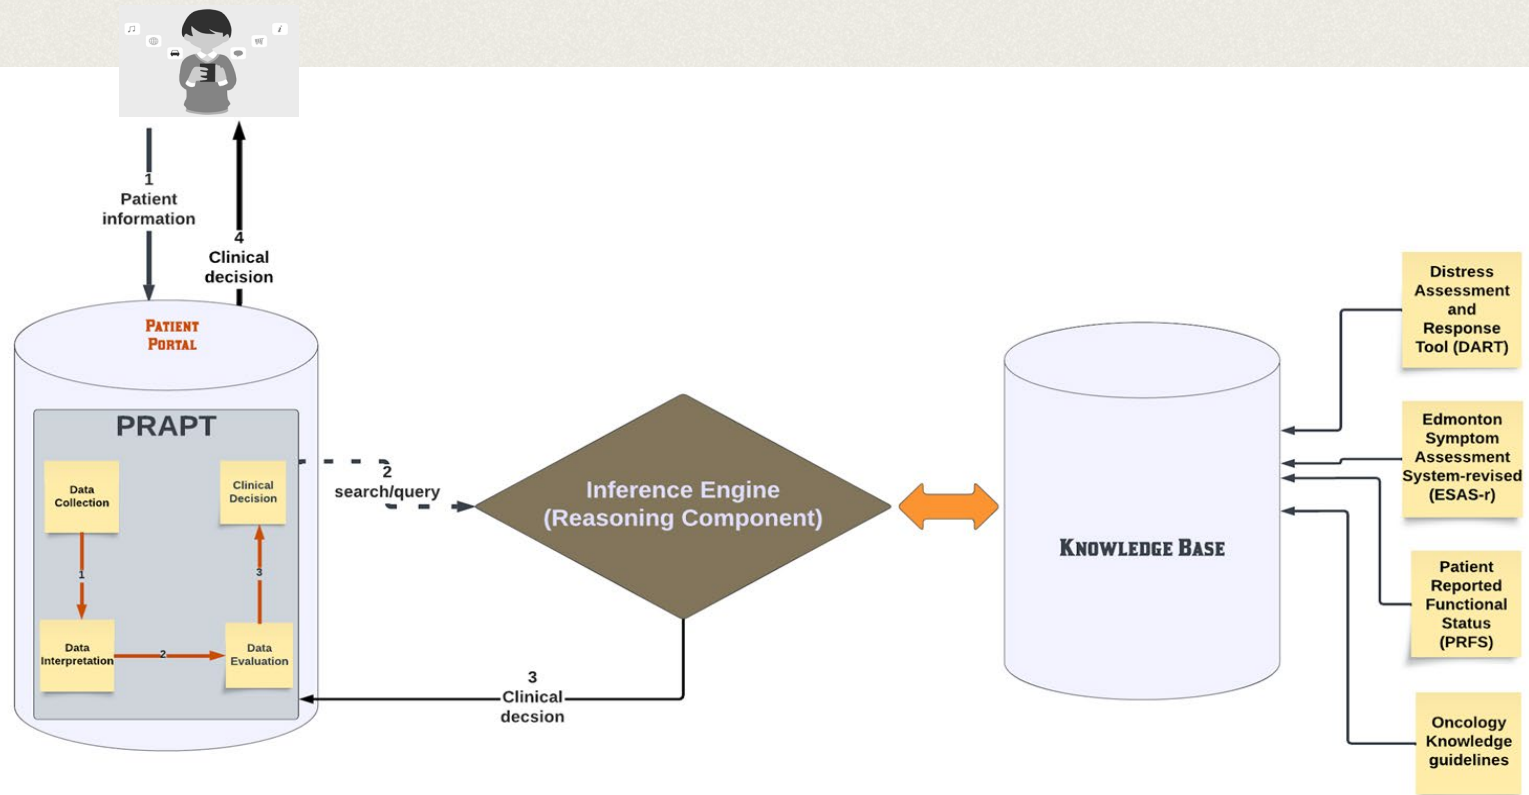 1
Patient
information
4
Clinical
decision
PATIENT
PORTAL
PRAPT
Data
Collection
Clinical
Decision
1
3
Data
Interpretation
2
Data
Evaluation
2
search/query
Inference Engine
(Reasoning Component)
3
Clinical
decsion
KNOWLEDGE BASE
Distress
Assessment
and
Response
Tool (DART)
Edmonton
Symptom
Assessment
System-revised
(ESAS-r)
Patient
Reported
Functional
Status
(PRFS)
Oncology
Knowledge
guidelines